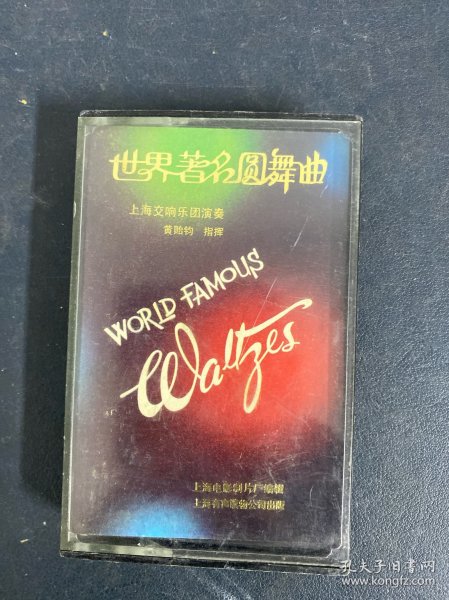 世界著名圆舞曲
上海交响乐团演奏
黄贻钧 指挥
WORLD FAMOUS
Waltzes
上海电影制片厂编辑
上海有声读物公司出版
孔夫子旧书网
www.kongfz.com